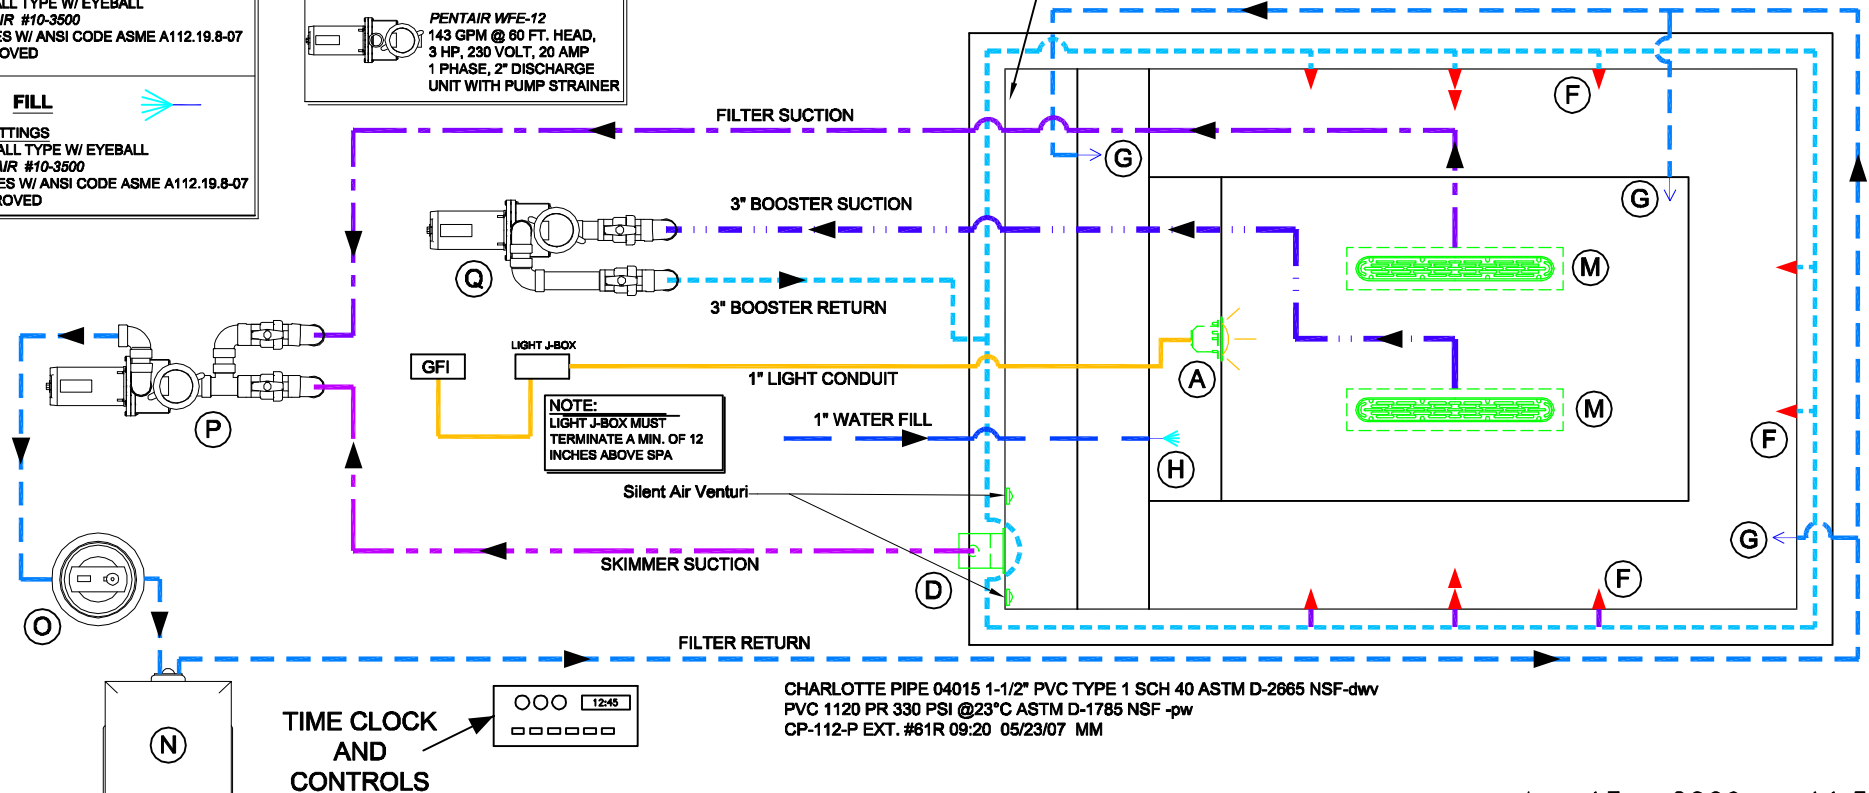 ALL TYPE W/ EYEBALL
AIR #10-3500
ES W/ ANSI CODE ASME A112.19.8-07
OVED
FILL
TTINGS
ALL TYPE W/ EYEBALL
AIR #10-3500
ES W/ ANSI CODE ASME A112.19.8-07
ROVED
PENTAIR WFE-12
143 GPM @ 60 FT. HEAD,
3 HP, 230 VOLT, 20 AMP
1 PHASE, 2" DISCHARGE
UNIT WITH PUMP STRAINER
FILTER SUCTION
3" BOOSTER SUCTION
Q
3" BOOSTER RETURN
LIGHT J-BOX
GFI
1" LIGHT CONDUIT
NOTE:
LIGHT J-BOX MUST
TERMINATE A MIN. OF 12
INCHES ABOVE SPA
1" WATER FILL
Silent Air Venturi
SKIMMER SUCTION
P
O
N
D
A
H
G
G
G
F
F
F
M
M
FILTER RETURN
TIME CLOCK
AND
CONTROLS
12:45
CHARLOTTE PIPE 04015 1-1/2" PVC TYPE 1 SCH 40 ASTM D-2665 NSF-dwv
PVC 1120 PR 330 PSI @23°C ASTM D-1785 NSF -pw
CP-112-P EXT. #61R 09:20 05/23/07 MM